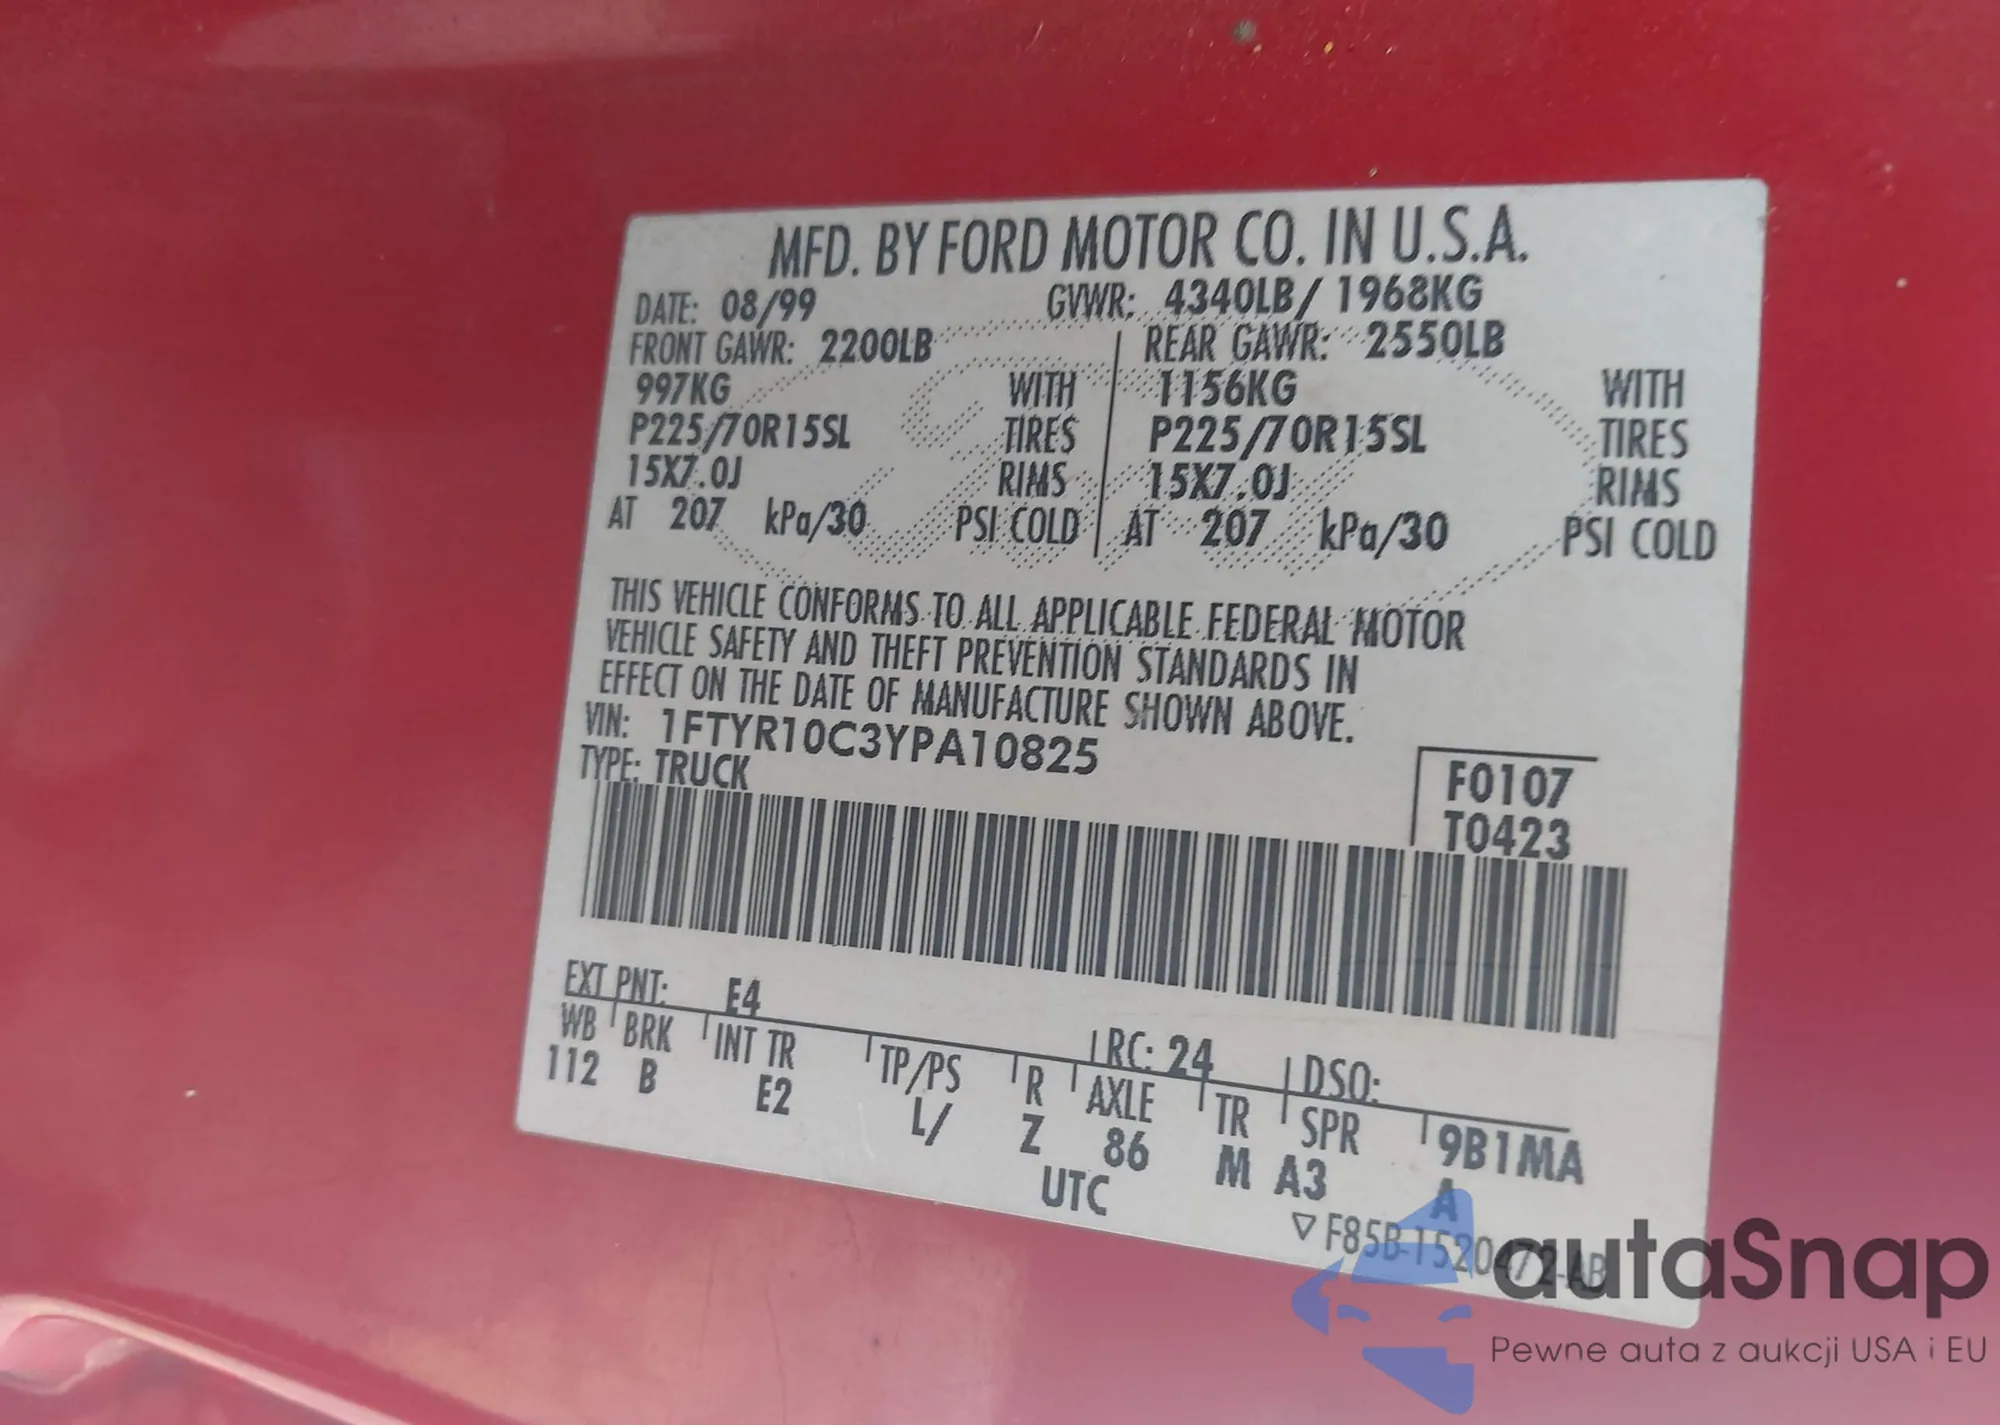 MFD. BY FORD MOTOR CO. IN U.S.A.
DATE: 08/99 GVWR: 4340LB/ 1968KG
FRONT GAWR: 2200LB REAR GAWR: 2550LB
997KG WITH 1156KG WITH
P225/70R15SL TIRES P225/70R15SL TIRES
15X7.0J RIMS 15X7.0J RIMS
AT 207 kPa/30 PSI COLD AT 207 kPa/30 PSI COLD
THIS VEHICLE CONFORMS TO ALL APPLICABLE FEDERAL MOTOR
VEHICLE SAFETY AND THEFT PREVENTION STANDARDS IN
EFFECT ON THE DATE OF MANUFACTURE SHOWN ABOVE.
VIN: 1FTYR10C3YPA10825
TYPE: TRUCK
F0107
T0423
EXT PNT: E4 RC: 24 DSO:
WB BRK INT TR TP/PS R AXLE TR SPR 9B1MA
112 B E2 L/ Z 86 M A3 A
UTC
▽ F85B-1520472-AB
autaSnap
Pewne auta z aukcji USA i EU